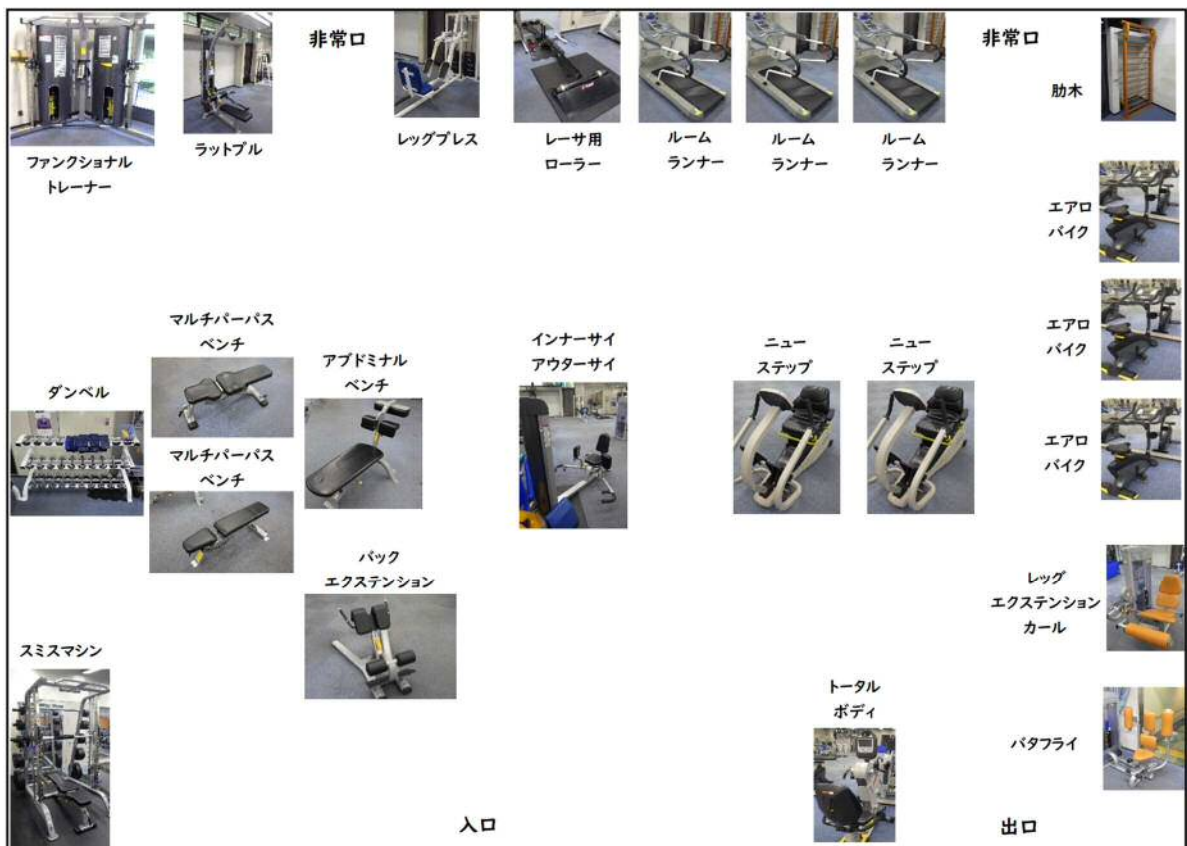 非常口
非常口
ファンクショナル
トレーナー
ラットプル
レッグプレス
レーサ用
ローラー
ルーム
ランナー
ルーム
ランナー
ルーム
ランナー
肋木
エアロ
バイク
エアロ
バイク
エアロ
バイク
マルチパーパス
ベンチ
アブドミナル
ベンチ
インナーサイ
アウターサイ
ニュー
ステップ
ニュー
ステップ
ダンベル
マルチパーパス
ベンチ
バック
エクステンション
レッグ
エクステンション
カール
スミスマシン
トータル
ボディ
バタフライ
入口
出口